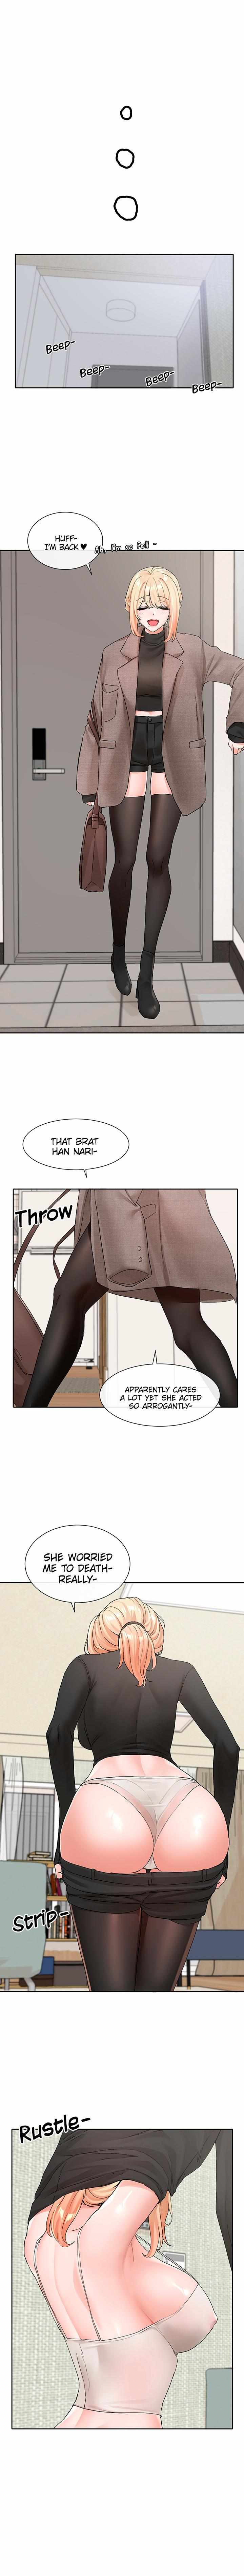 Beep-
Beep-
Beep-
Beep-
HUFF-
I'M BACK ♥
Ah, I'm so full -
THAT BRAT
HAN NARI-
Throw
APPARENTLY CARES
A LOT YET SHE ACTED
SO ARROGANTLY-
SHE WORRIED
ME TO DEATH-
REALLY-
Strip-
Rustle-